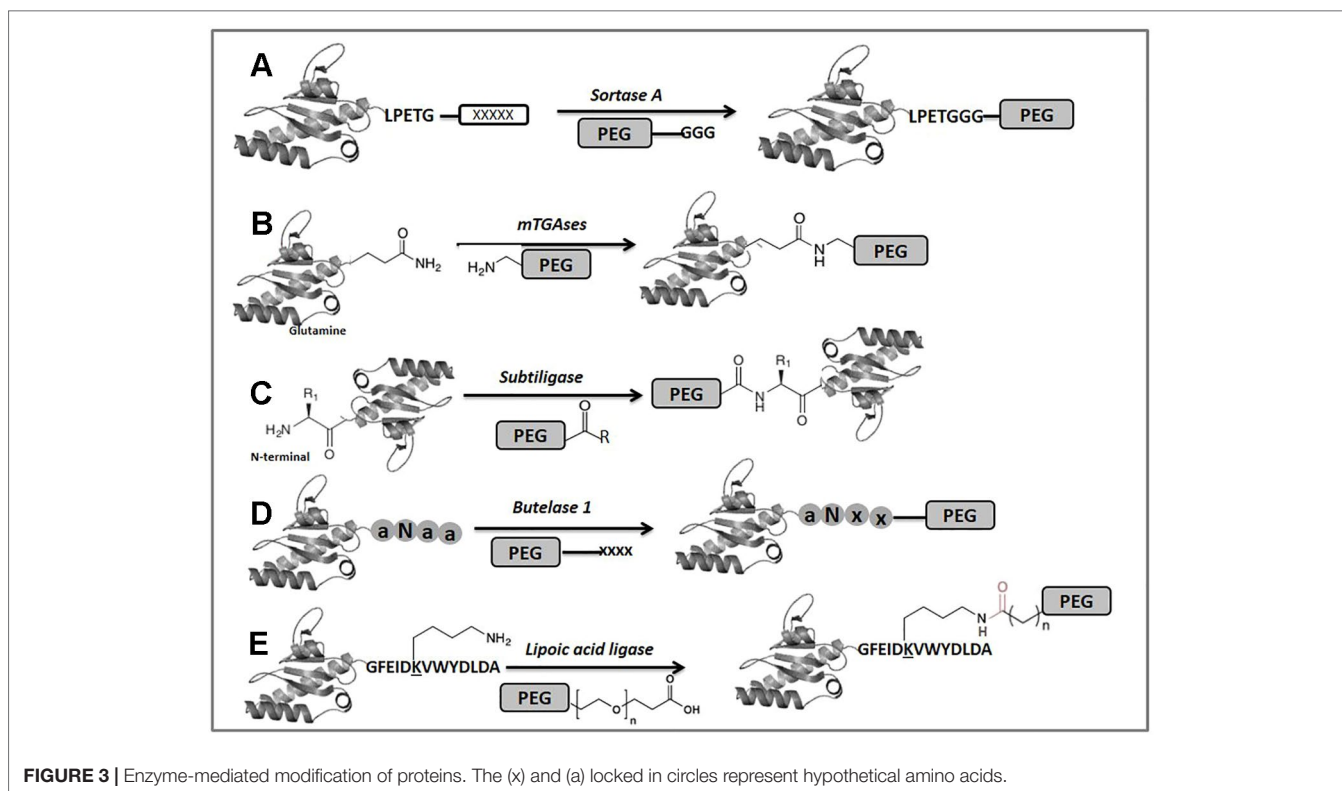 A
LPETG
XXXXX
Sortase A
PEG
GGG
LPETGGG
PEG
B
O
NH2
Glutamine
mTGAses
H2N
PEG
O
N
H
PEG
C
R1
H2N
O
N-terminal
Subtiligase
PEG
O
R
PEG
O
N
H
R1
O
D
a N a a
Butelase 1
PEG
xxxx
a N x x
PEG
E
NH2
GFEIDKVWYDLDA
Lipoic acid ligase
PEG
O
n
O
OH
GFEIDKVWYDLDA
N
H
O
n
PEG
FIGURE 3 | Enzyme-mediated modification of proteins. The (x) and (a) locked in circles represent hypothetical amino acids.